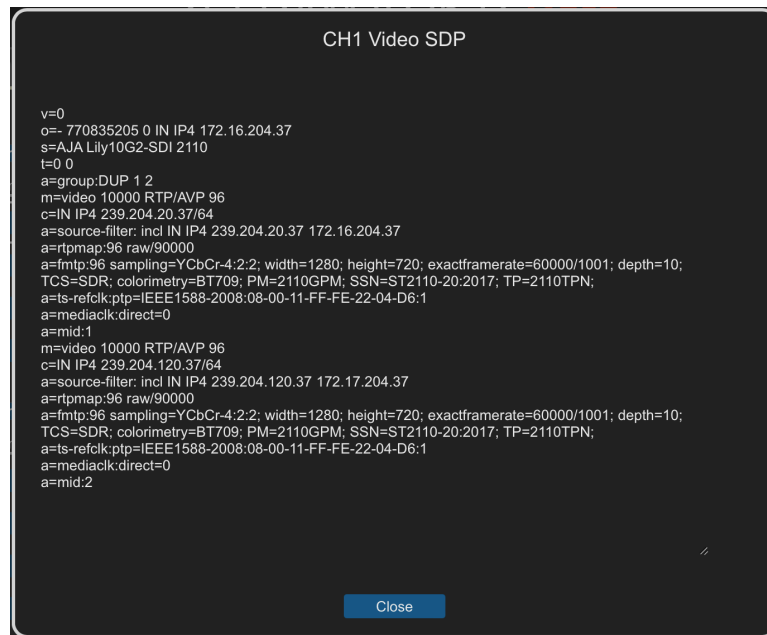 CH1 Video SDP
v=0
o=- 770835205 0 IN IP4 172.16.204.37
s=AJA Lily10G2-SDI 2110
t=0 0
a=group:DUP 1 2
m=video 10000 RTP/AVP 96
c=IN IP4 239.204.20.37/64
a=source-filter: incl IN IP4 239.204.20.37 172.16.204.37
a=rtpmap:96 raw/90000
a=fmtp:96 sampling=YCbCr-4:2:2; width=1280; height=720; exactframerate=60000/1001; depth=10;
TCS=SDR; colorimetry=BT709; PM=2110GPM; SSN=ST2110-20:2017; TP=2110TPN;
a=ts-refclk:ptp=IEEE1588-2008:08-00-11-FF-FE-22-04-D6:1
a=mediaclk:direct=0
a=mid:1
m=video 10000 RTP/AVP 96
c=IN IP4 239.204.120.37/64
a=source-filter: incl IN IP4 239.204.120.37 172.17.204.37
a=rtpmap:96 raw/90000
a=fmtp:96 sampling=YCbCr-4:2:2; width=1280; height=720; exactframerate=60000/1001; depth=10;
TCS=SDR; colorimetry=BT709; PM=2110GPM; SSN=ST2110-20:2017; TP=2110TPN;
a=ts-refclk:ptp=IEEE1588-2008:08-00-11-FF-FE-22-04-D6:1
a=mediaclk:direct=0
a=mid:2
Close